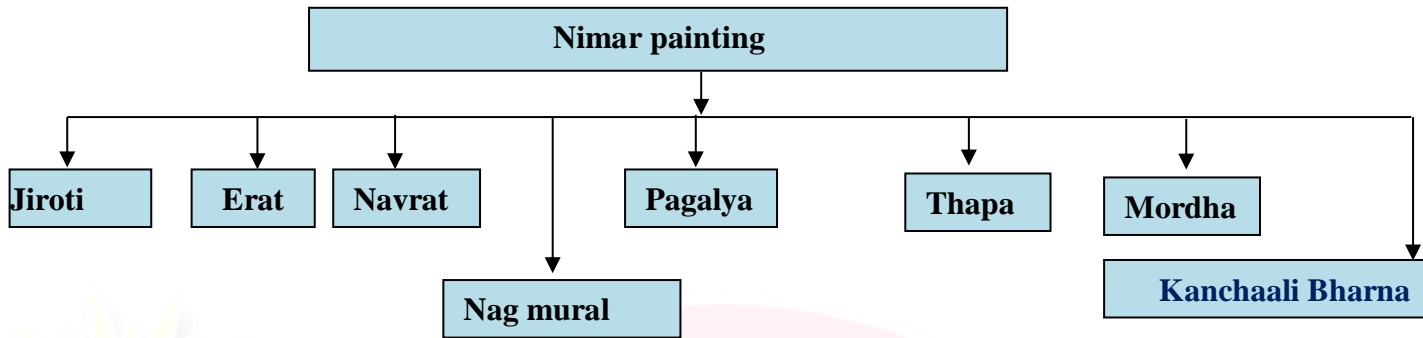 Nimar painting
Jiroti
Erat
Navrat
Pagalya
Thapa
Mordha
Nag mural
Kanchaali Bharna